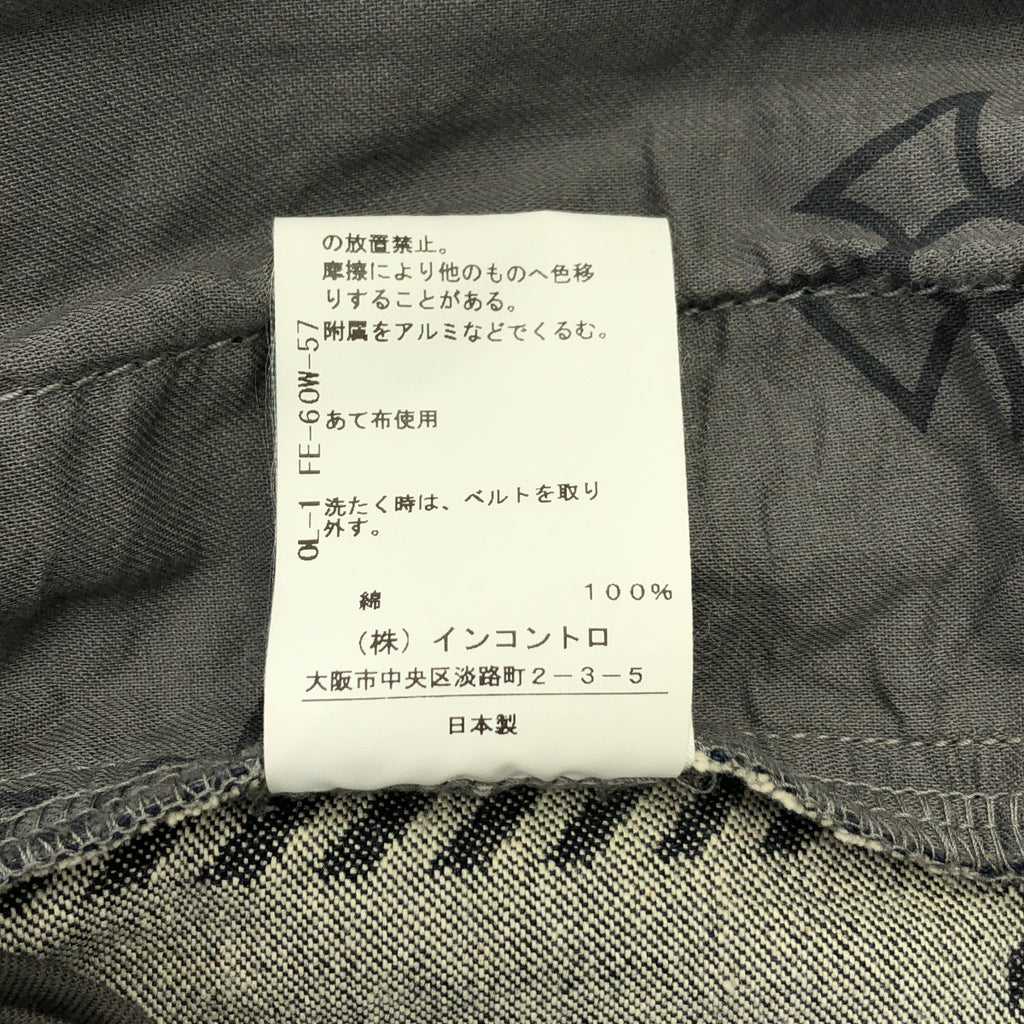 の放置禁止。
摩擦により他のものへ色移
りすることがある。
附属をアルミなどでくるむ。
あて布使用
洗たく時は、ベルトを取り
外す。
OL-1 FE-60W-57
綿 100%
(株) インコントロ
大阪市中央区淡路町2-3-5
日本製